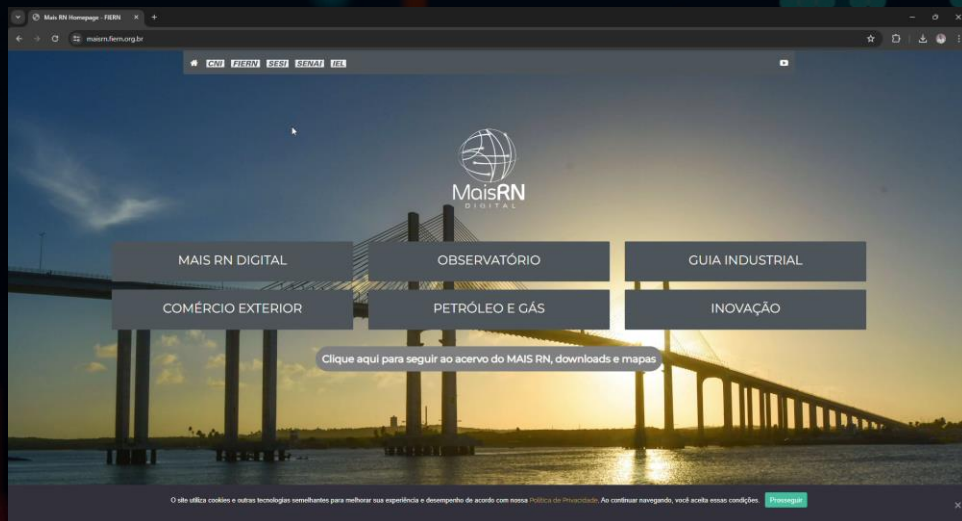 Mais RN Homepage - FIERN
maisrn.fiern.org.br
CNI FIERN SESI SENAI IEL
MaisRN
DIGITAL
MAIS RN DIGITAL
OBSERVATÓRIO
GUIA INDUSTRIAL
COMÉRCIO EXTERIOR
PETRÓLEO E GÁS
INOVAÇÃO
Clique aqui para seguir ao acervo do MAIS RN, downloads e mapas
O site utiliza cookies e outras tecnologias semelhantes para melhorar sua experiência e desempenho de acordo com nossa Política de Privacidade, Ao continuar navegando, você aceita essas condições. Prosseguir